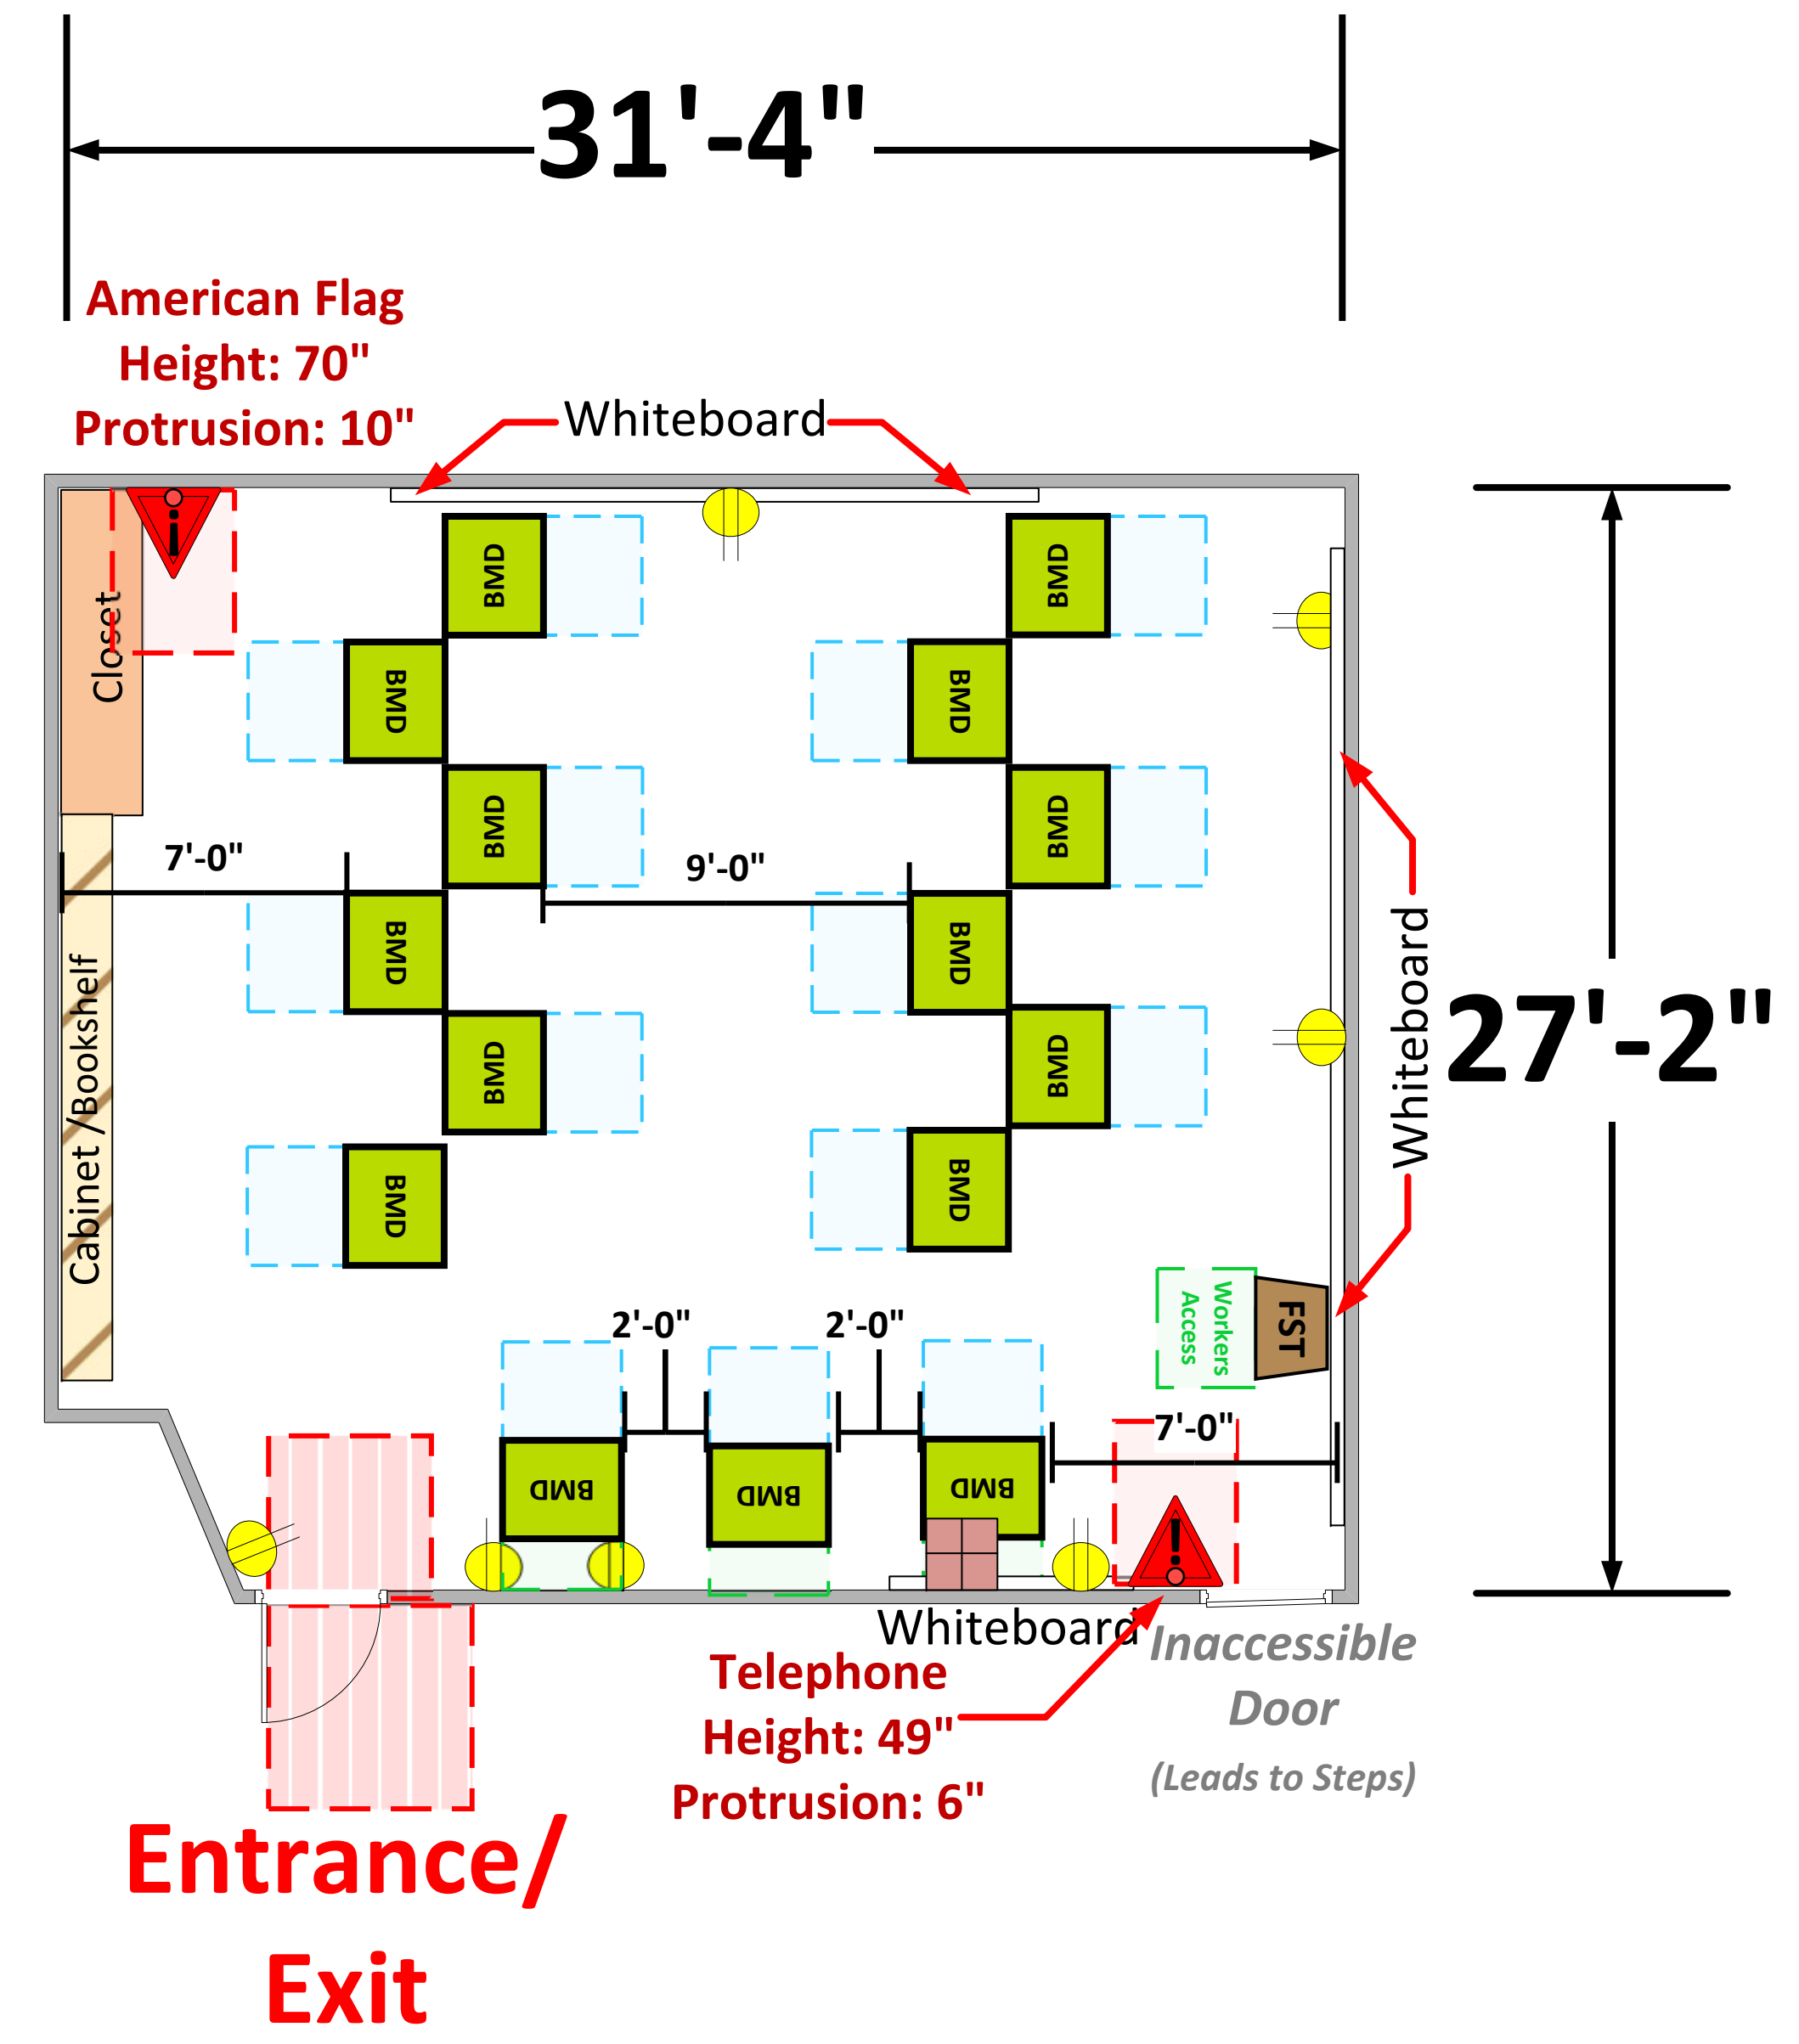 31'-4"
American Flag
Height: 70"
Protrusion: 10"
Whiteboard
BMD
BMD
Closet
BMD
BMD
BMD
BMD
7'-0"
9'-0"
BMD
BMD
Whiteboard
27'-2"
Cabinet /Bookshelf
BMD
BMD
BMD
BMD
Workers
Access
FST
2'-0"
2'-0"
7'-0"
BMD
BMD
BMD
Whiteboard
Inaccessible
Door
(Leads to Steps)
Telephone
Height: 49"
Protrusion: 6"
Entrance/
Exit